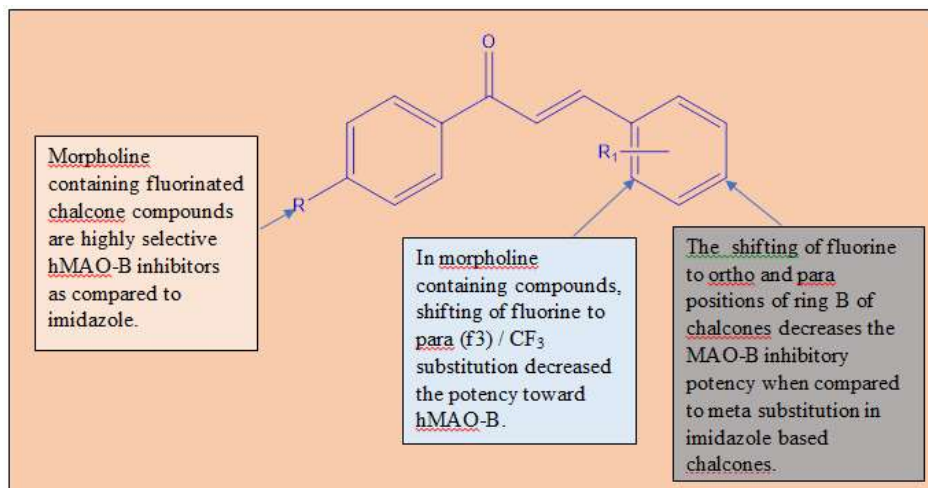 O
R₁
R
Morpholine
containing fluorinated
chalcone compounds
are highly selective
hMAO-B inhibitors
as compared to
imidazole.
In morpholine
containing compounds,
shifting of fluorine to
para (f3) / CF₃
substitution decreased
the potency toward
hMAO-B.
The shifting of fluorine
to ortho and para
positions of ring B of
chalcones decreases the
MAO-B inhibitory
potency when compared
to meta substitution in
imidazole based
chalcones.